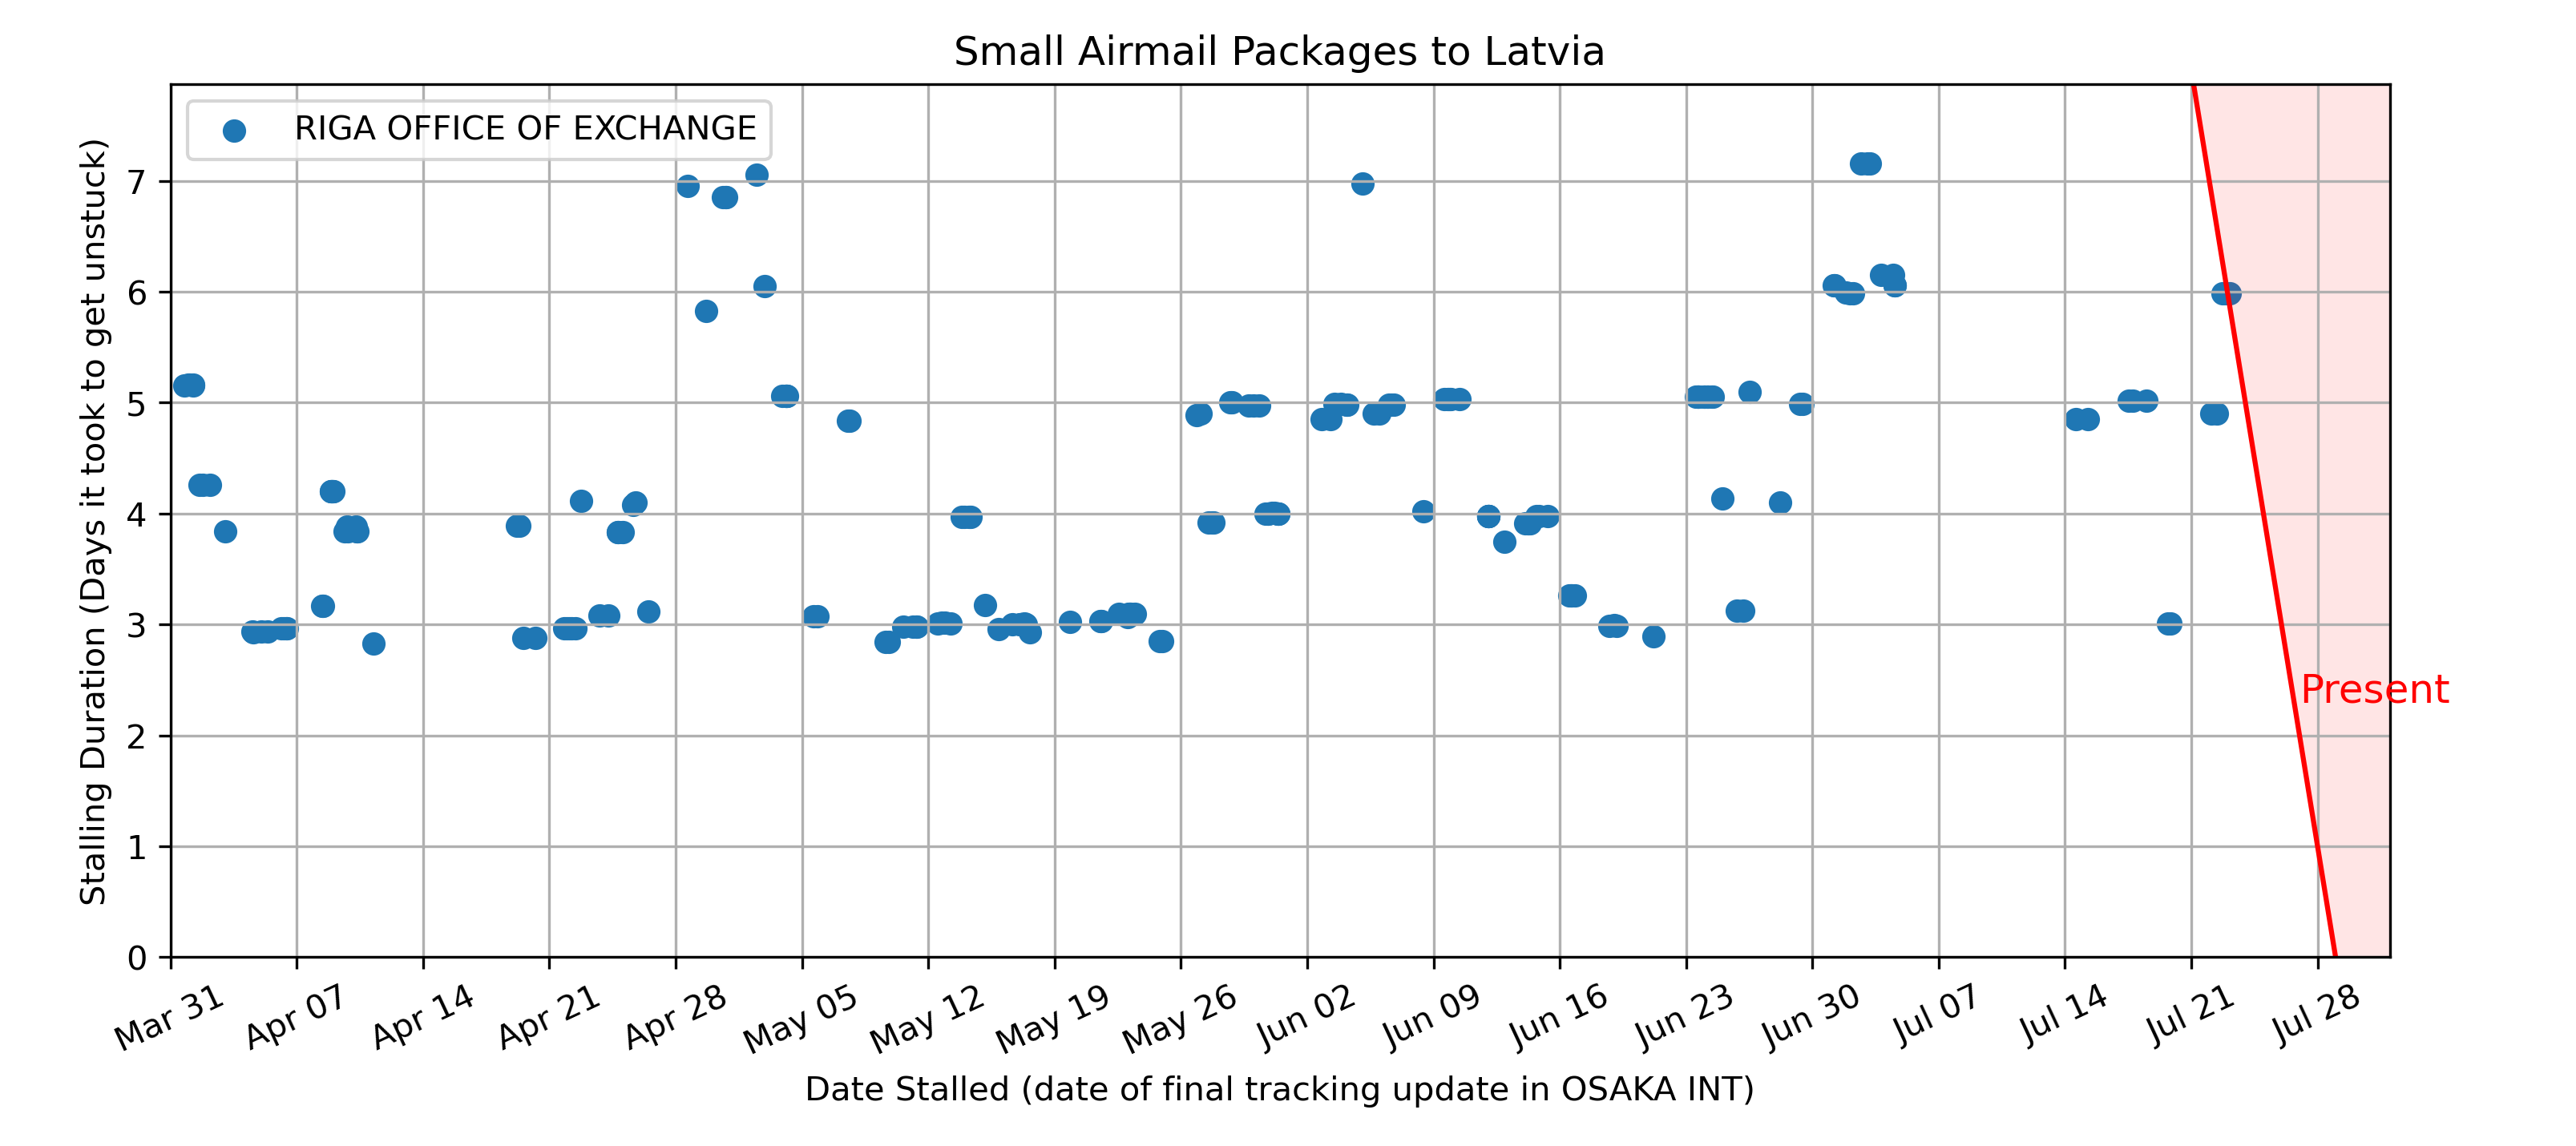 Small Airmail Packages to Latvia
RIGA OFFICE OF EXCHANGE
Stalling Duration (Days it took to get unstuck)
7
6
5
4
3
2
1
0
Present
Mar 31 Apr 07 Apr 14 Apr 21 Apr 28 May 05 May 12 May 19 May 26 Jun 02 Jun 09 Jun 16 Jun 23 Jun 30 Jul 07 Jul 14 Jul 21 Jul 28
Date Stalled (date of final tracking update in OSAKA INT)